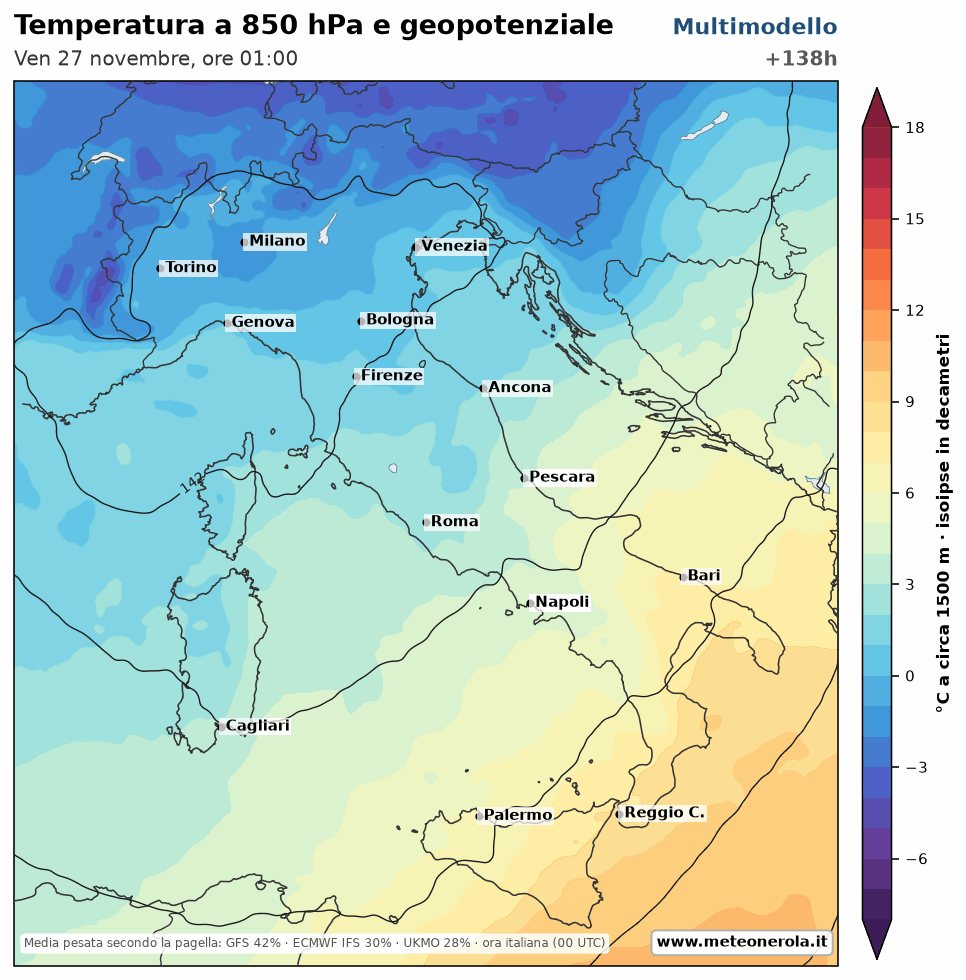 Temperatura a 850 hPa e geopotenziale
Multimodello
Ven 27 novembre, ore 01:00
+138h
18
15
12
9
6
3
0
−3
−6
°C a circa 1500 m · isoipse in decametri
Milano
Venezia
Torino
Genova
Bologna
Firenze
Ancona
Pescara
Roma
Bari
Napoli
Cagliari
Palermo
Reggio C.
Media pesata secondo la pagella: GFS 42% · ECMWF IFS 30% · UKMO 28% · ora italiana (00 UTC)
www.meteonerola.it